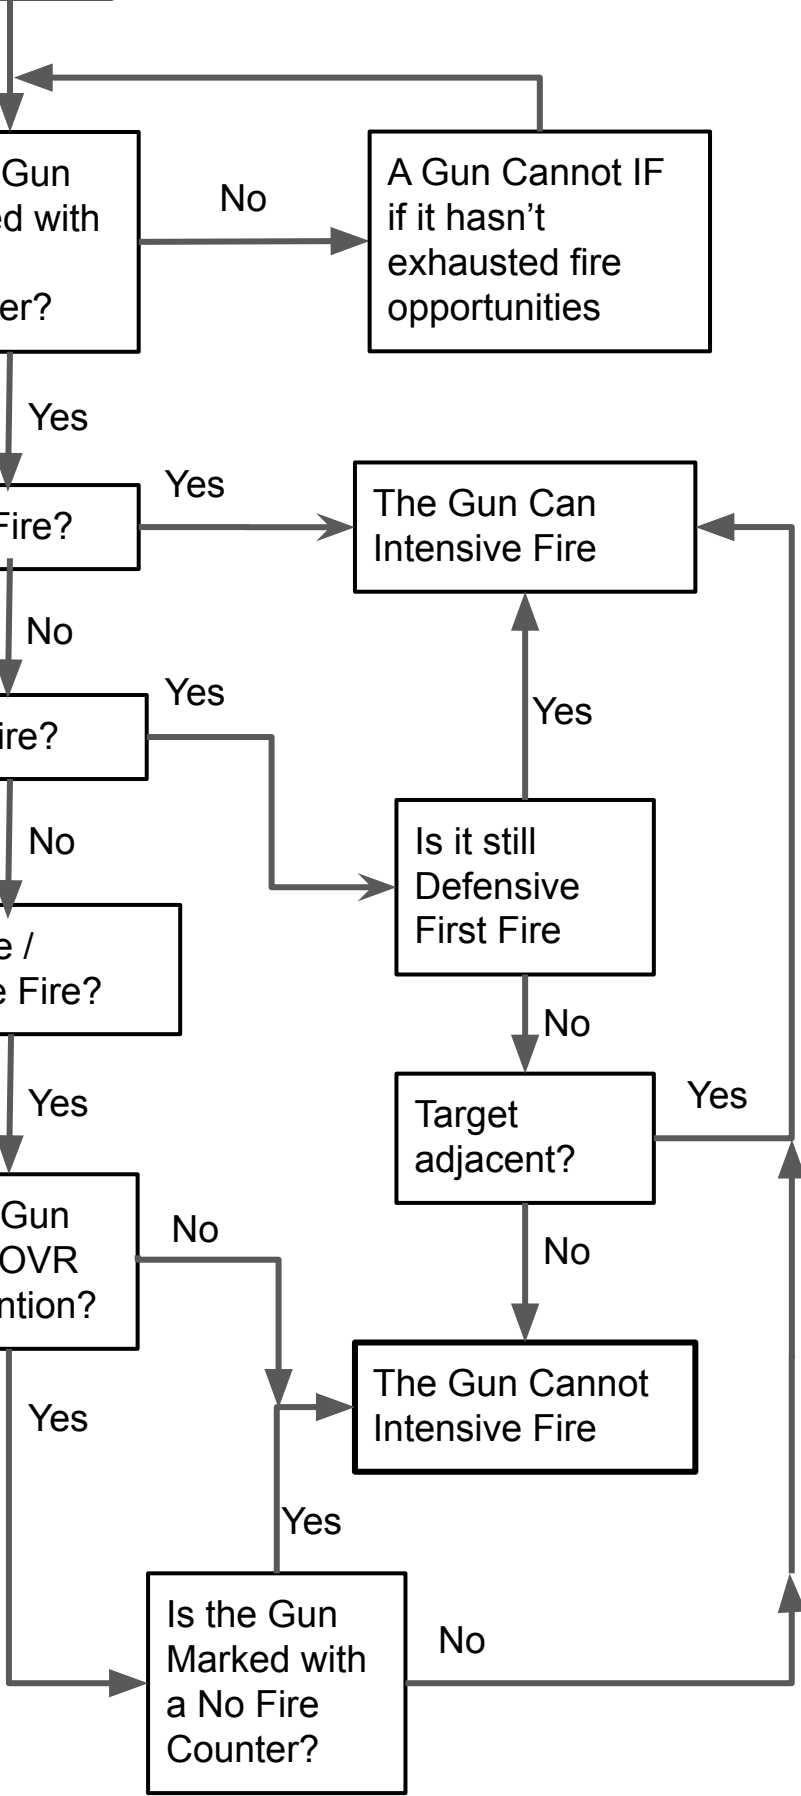 Gun
ed with
er?
No
A Gun Cannot IF
if it hasn't
exhausted fire
opportunities
Yes
Fire?
Yes
The Gun Can
Intensive Fire
No
ire?
Yes
Yes
No
Is it still
Defensive
First Fire
e /
e Fire?
No
Yes
Target
adjacent?
Yes
Gun
OVR
ntion?
No
No
The Gun Cannot
Intensive Fire
Yes
Yes
Is the Gun
Marked with
a No Fire
Counter?
No